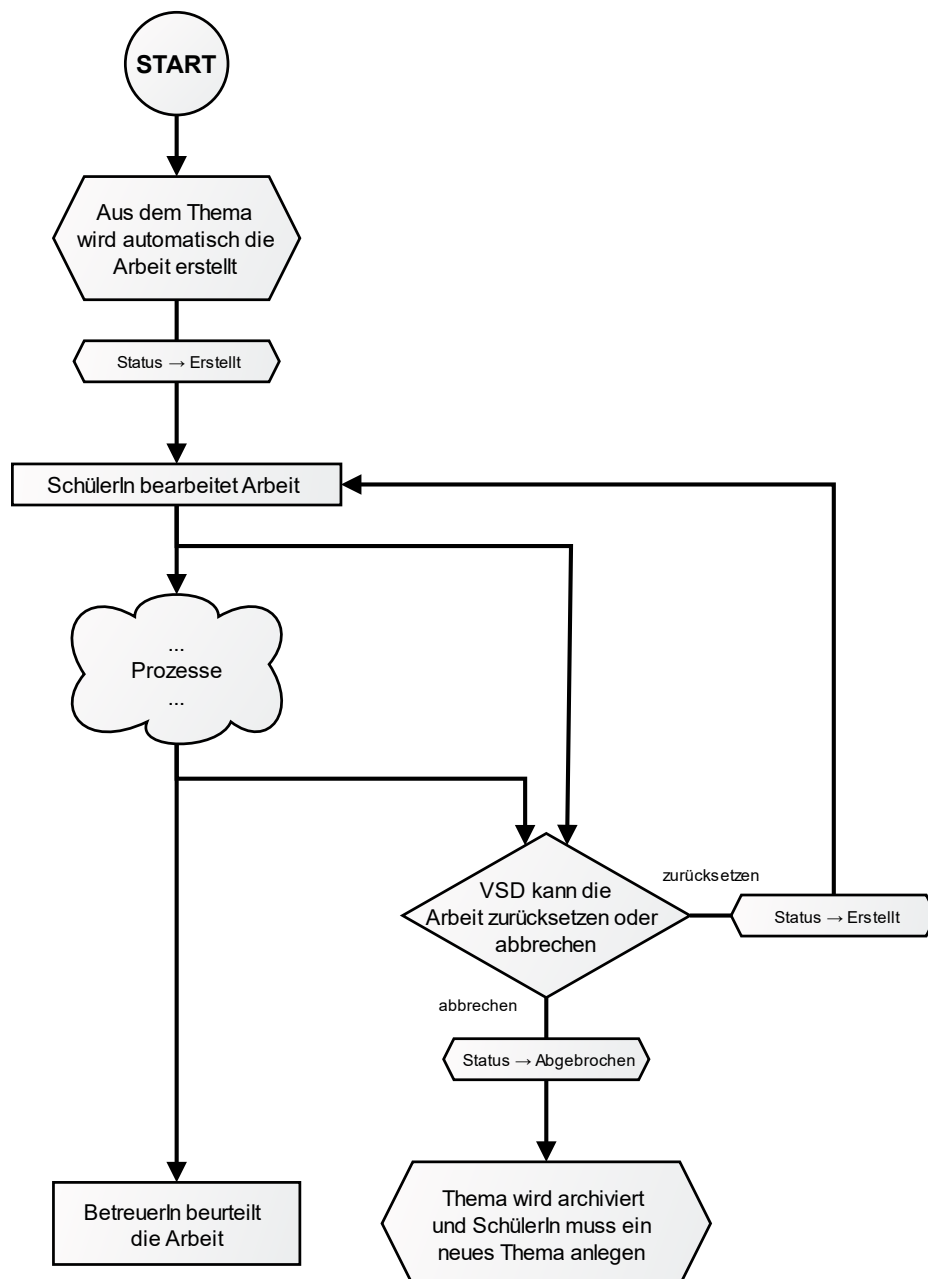 START
Aus dem Thema
wird automatisch die
Arbeit erstellt
Status → Erstellt
SchülerIn bearbeitet Arbeit
...
Prozesse
...
VSD kann die
Arbeit zurücksetzen oder
abbrechen
zurücksetzen
Status → Erstellt
abbrechen
Status → Abgebrochen
BetreuerIn beurteilt
die Arbeit
Thema wird archiviert
und SchülerIn muss ein
neues Thema anlegen